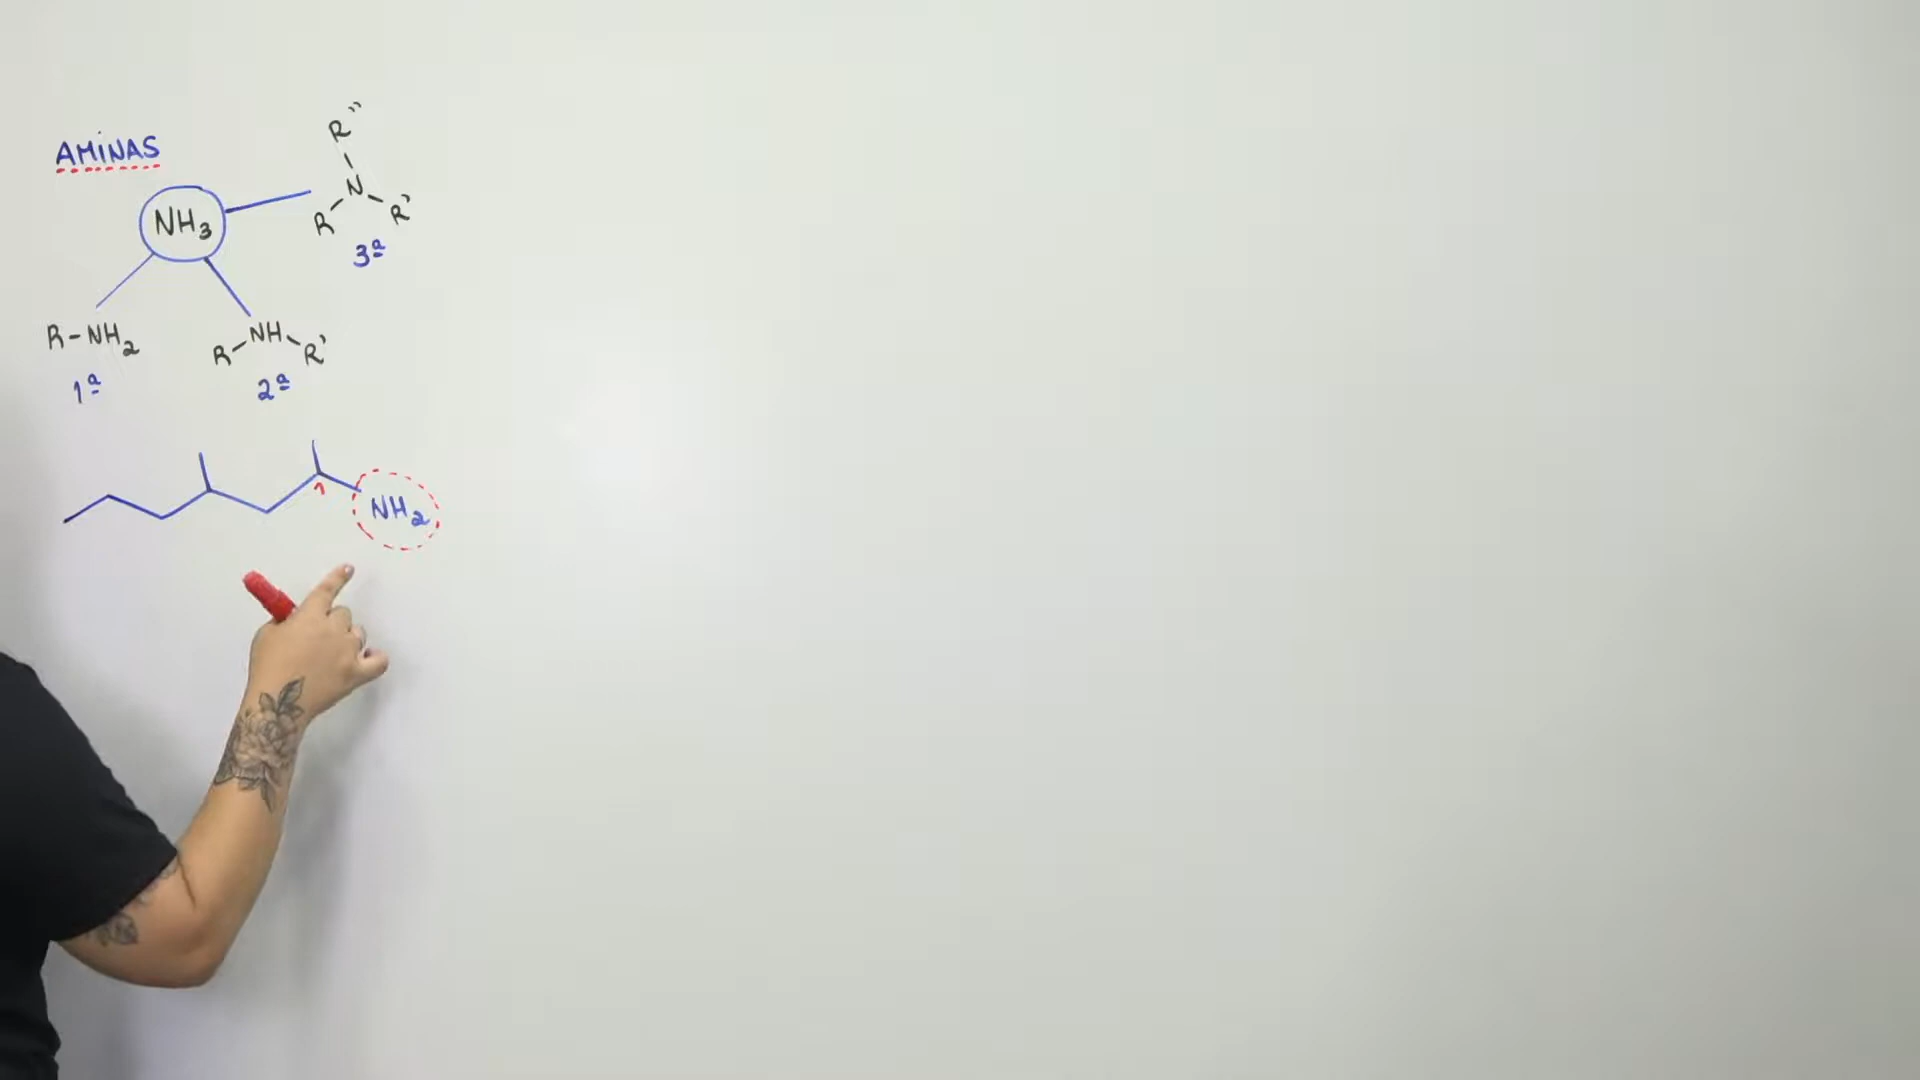 AMINAS
NH₃
R"
N
R R'
3ª
R-NH₂
1ª
R NH R'
2ª
1
NH₂